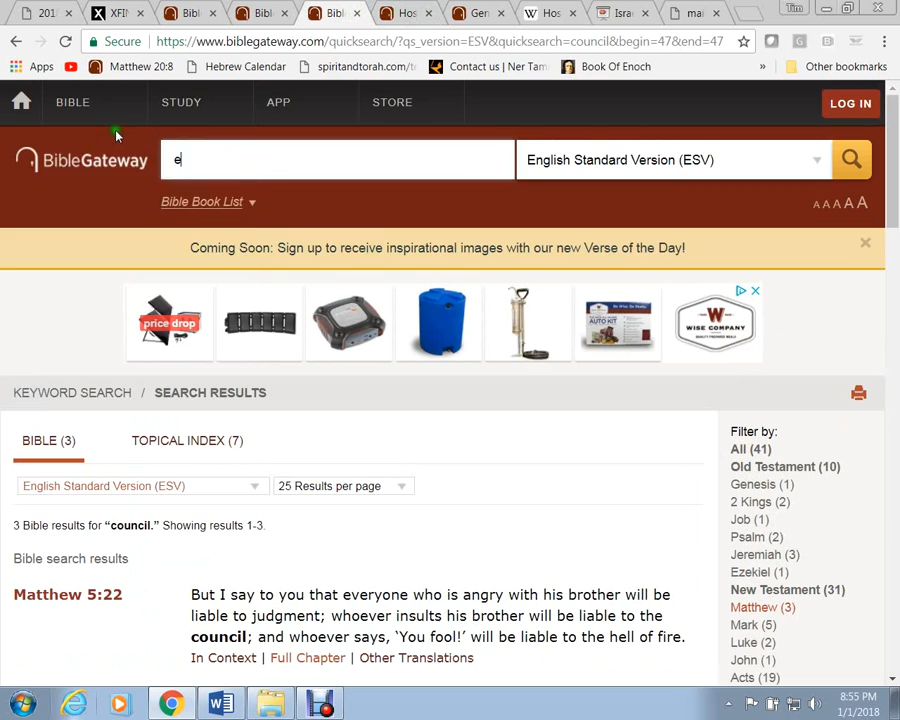 201
XFIN
Bibl
Bibl
Bibl
Hos
Gen
Hos
Israe
mai
Tim
Secure
https://www.biblegateway.com/quicksearch/?qs_version=ESV&quicksearch=council&begin=47&end=47
Apps
Matthew 20:8
Hebrew Calendar
spiritandtorah.com/te
Contact us | Ner Tam
Book Of Enoch
»
Other bookmarks
BIBLE
STUDY
APP
STORE
LOG IN
BibleGateway
e
English Standard Version (ESV)
Bible Book List
A A A A A
Coming Soon: Sign up to receive inspirational images with our new Verse of the Day!
price drop
WISE COMPANY
KEYWORD SEARCH / SEARCH RESULTS
BIBLE (3)
TOPICAL INDEX (7)
English Standard Version (ESV)
25 Results per page
3 Bible results for “council.” Showing results 1-3.
Bible search results
Matthew 5:22
But I say to you that everyone who is angry with his brother will be
liable to judgment; whoever insults his brother will be liable to the
council; and whoever says, ‘You fool!’ will be liable to the hell of fire.
In Context | Full Chapter | Other Translations
Filter by:
All (41)
Old Testament (10)
Genesis (1)
2 Kings (2)
Job (1)
Psalm (2)
Jeremiah (3)
Ezekiel (1)
New Testament (31)
Matthew (3)
Mark (5)
Luke (2)
John (1)
Acts (19)
8:55 PM
1/1/2018